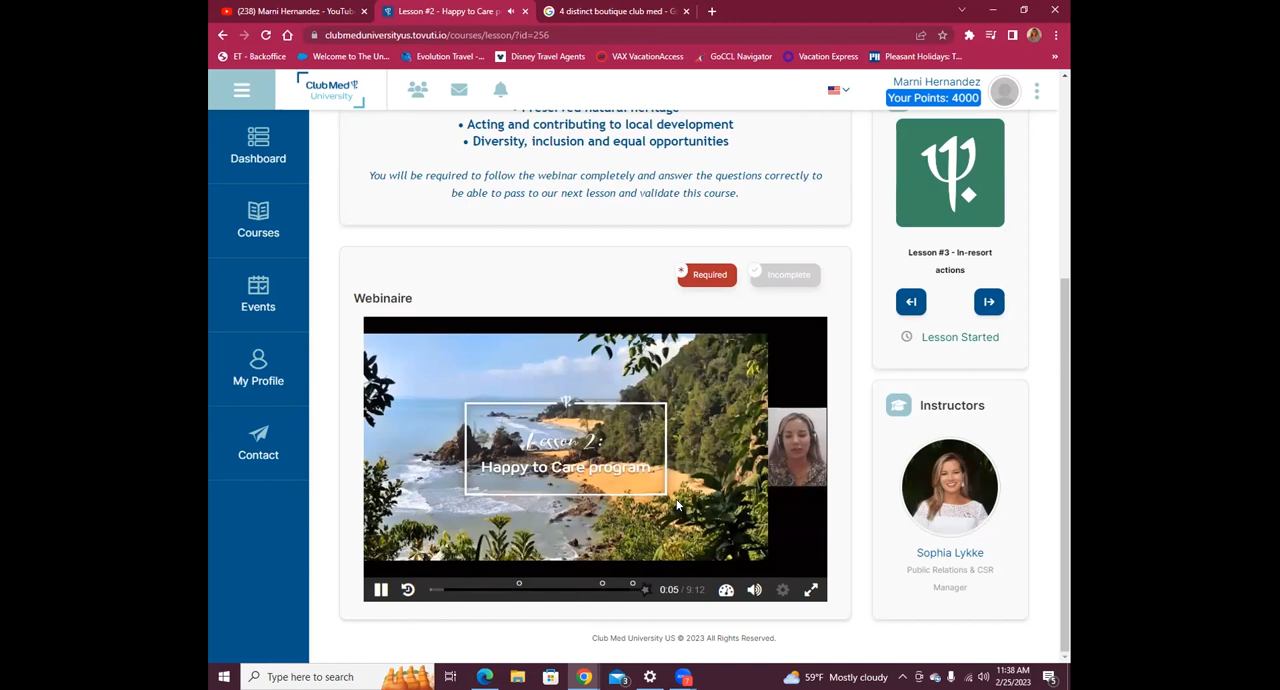 (238) Marni Hernandez - YouTub
Lesson #2 - Happy to Care p
4 distinct boutique club med - G
clubmeduniversityus.tovuti.io/courses/lesson/?id=256
ET - Backoffice
Welcome to The Un...
Evolution Travel -...
Disney Travel Agents
VAX VacationAccess
GoCCL Navigator
Vacation Express
Pleasant Holidays: T...
»
Club Med
University
Marni Hernandez
Your Points: 4000
Dashboard
Courses
Events
My Profile
Contact
• Preserved natural heritage
• Acting and contributing to local development
• Diversity, inclusion and equal opportunities
You will be required to follow the webinar completely and answer the questions correctly to
be able to pass to our next lesson and validate this course.
* Required
Incomplete
Webinaire
Lesson 2:
Happy to Care program
0:05 / 9:12
Lesson #3 - In-resort
actions
Lesson Started
Instructors
Sophia Lykke
Public Relations & CSR
Manager
Club Med University US © 2023 All Rights Reserved.
Type here to search
3
7
59°F Mostly cloudy
11:38 AM
2/25/2023
5